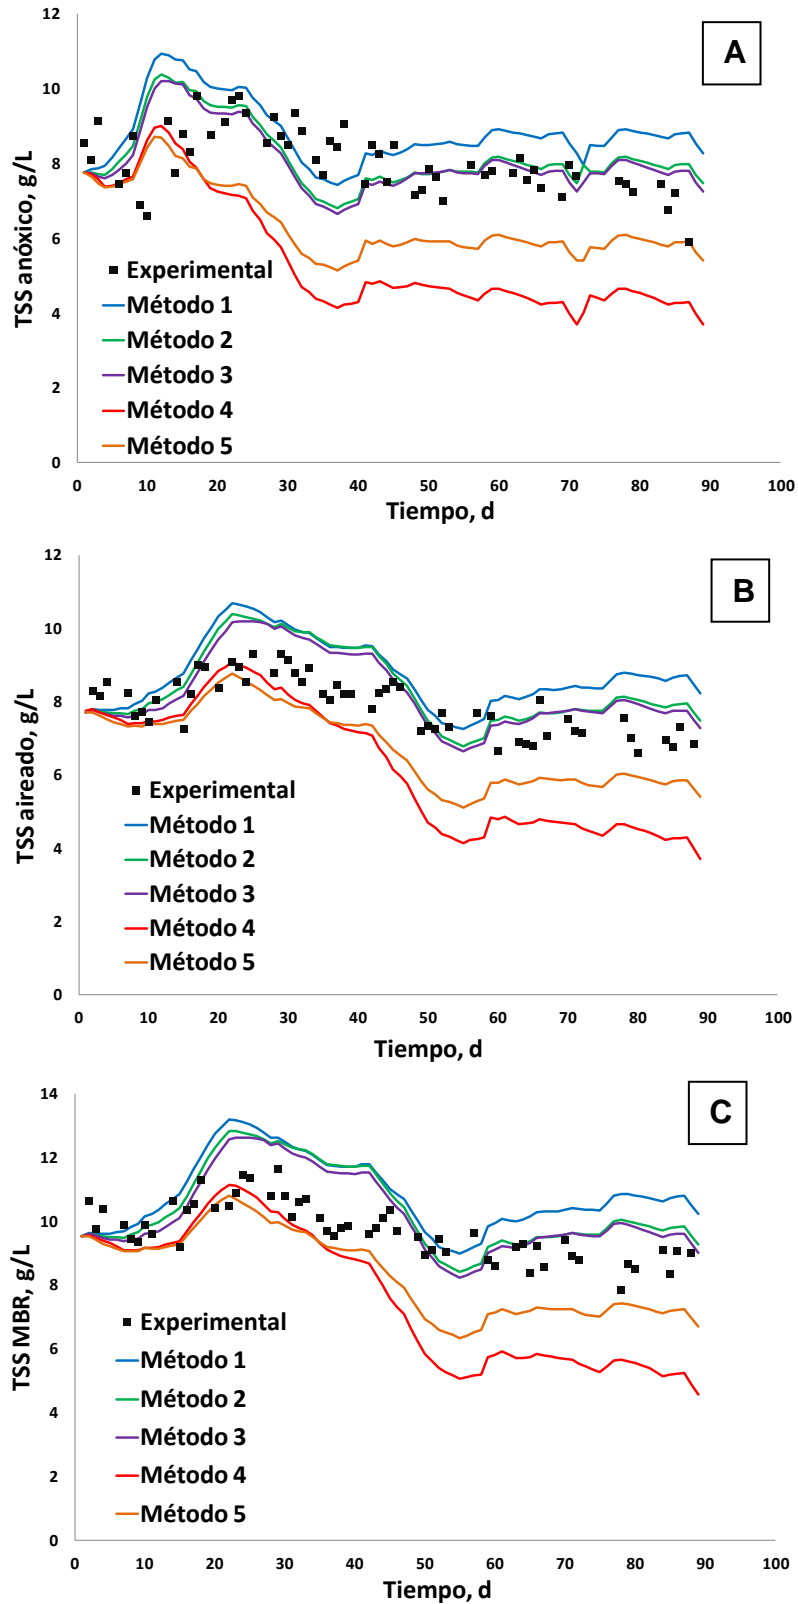 12
A
10
8
6
4
2
0
TSS anóxico, g/L
Experimental
Método 1
Método 2
Método 3
Método 4
Método 5
0 10 20 30 40 50 60 70 80 90 100
Tiempo, d
12
B
10
8
6
4
2
0
TSS aireado, g/L
Experimental
Método 1
Método 2
Método 3
Método 4
Método 5
0 10 20 30 40 50 60 70 80 90 100
Tiempo, d
14
C
12
10
8
6
4
2
0
TSS MBR, g/L
Experimental
Método 1
Método 2
Método 3
Método 4
Método 5
0 10 20 30 40 50 60 70 80 90 100
Tiempo, d